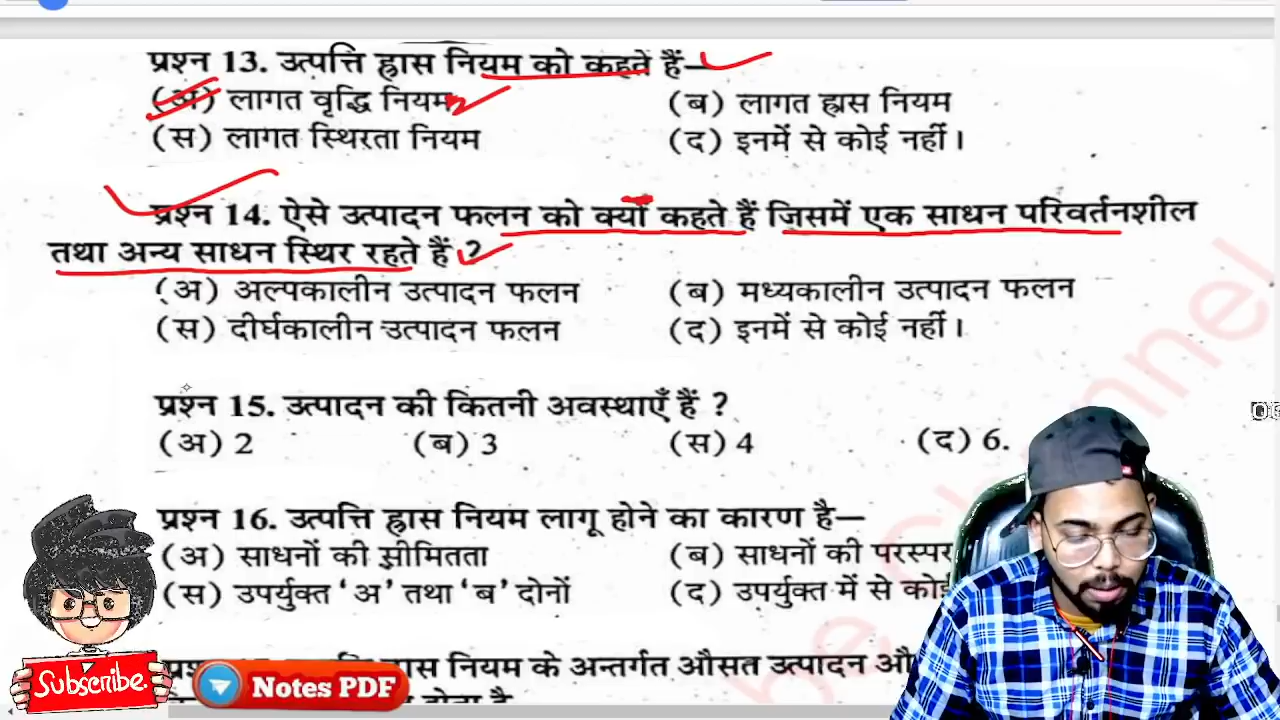 प्रश्न 13. उत्पत्ति ह्रास नियम को कहते हैं—
(अ) लागत वृद्धि नियम (ब) लागत ह्रास नियम
(स) लागत स्थिरता नियम (द) इनमें से कोई नहीं।
प्रश्न 14. ऐसे उत्पादन फलन को क्यों कहते हैं जिसमें एक साधन परिवर्तनशील
तथा अन्य साधन स्थिर रहते हैं ?
(अ) अल्पकालीन उत्पादन फलन (ब) मध्यकालीन उत्पादन फलन
(स) दीर्घकालीन उत्पादन फलन (द) इनमें से कोई नहीं।
प्रश्न 15. उत्पादन की कितनी अवस्थाएँ हैं ?
(अ) 2 (ब) 3 (स) 4 (द) 6.
प्रश्न 16. उत्पत्ति ह्रास नियम लागू होने का कारण है—
(अ) साधनों की सीमितता (ब) साधनों की परस्पर
(स) उपर्युक्त ‘अ’ तथा ‘ब’ दोनों (द) उपर्युक्त में से
ह्रास नियम के अन्तर्गत औसत उत्पादन
होता है
Subscribe
Notes PDF